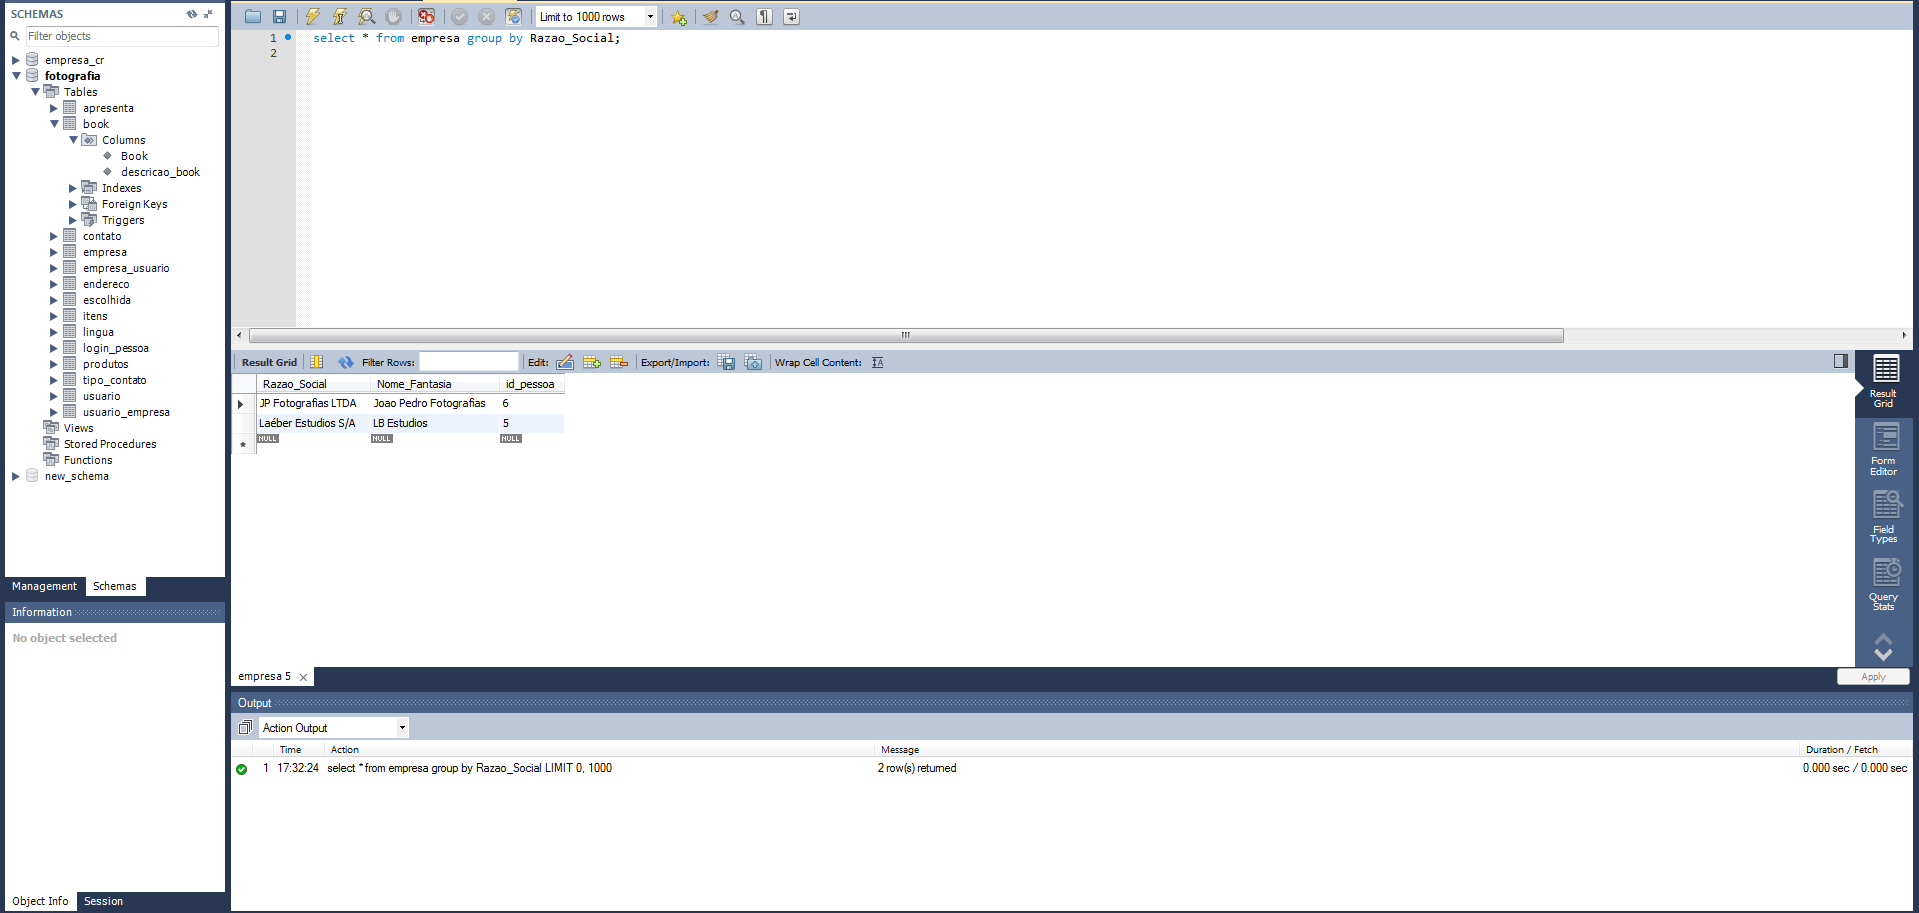 SCHEMAS
Filter objects
empresa_cr
fotografia
Tables
apresenta
book
Columns
Book
descricao_book
Indexes
Foreign Keys
Triggers
contato
empresa
empresa_usuario
endereco
escolhida
itens
lingua
login_pessoa
produtos
tipo_contato
usuario
usuario_empresa
Views
Stored Procedures
Functions
new_schema
Management Schemas
Information
No object selected
Object Info Session
Limit to 1000 rows
1 select * from empresa group by Razao_Social;
2
Result Grid Filter Rows: Edit: Export/Import: Wrap Cell Content:
Razao_Social Nome_Fantasia id_pessoa
JP Fotografias LTDA Joao Pedro Fotografias 6
Laéber Estudios S/A LB Estudios 5
* NULL NULL NULL
Result
Grid
Form
Editor
Field
Types
Query
Stats
empresa 5
Apply
Output
Action Output
Time Action Message Duration / Fetch
1 17:32:24 select * from empresa group by Razao_Social LIMIT 0, 1000 2 row(s) returned 0.000 sec / 0.000 sec